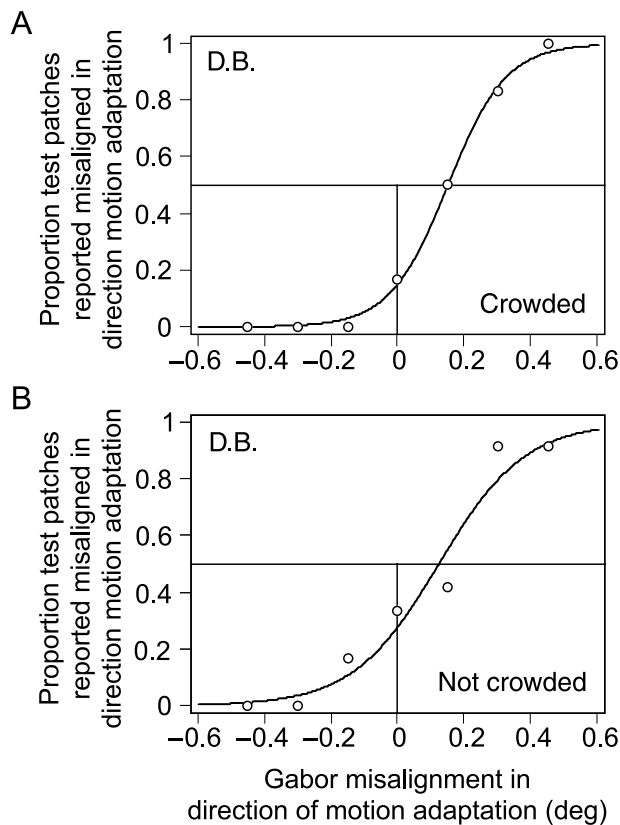 A
Proportion test patches
reported misaligned in
direction motion adaptation
1
0.8
0.6
0.4
0.2
0
D.B.
Crowded
–0.6 –0.4 –0.2 0 0.2 0.4 0.6
B
Proportion test patches
reported misaligned in
direction motion adaptation
1
0.8
0.6
0.4
0.2
0
D.B.
Not crowded
–0.6 –0.4 –0.2 0 0.2 0.4 0.6
Gabor misalignment in
direction of motion adaptation (deg)